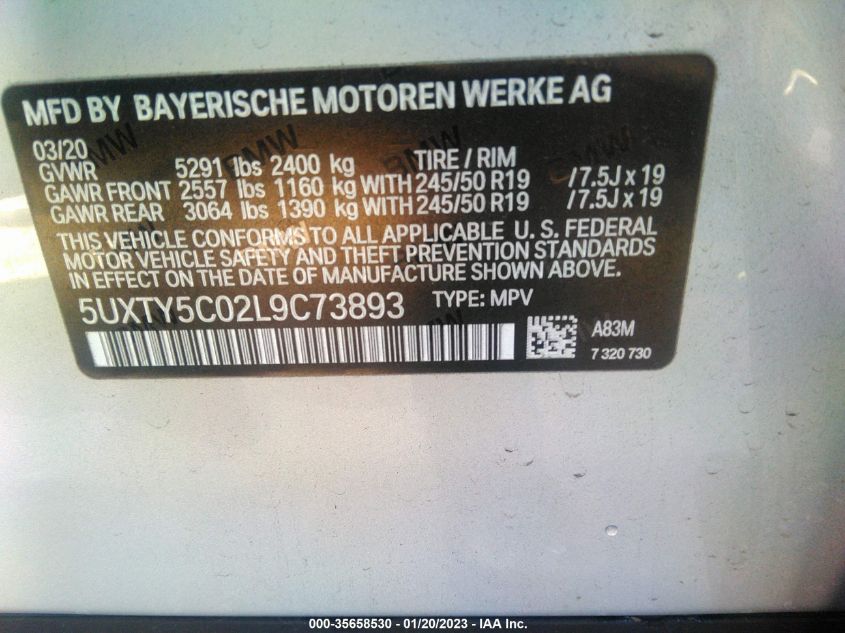 MFD BY BAYERISCHE MOTOREN WERKE AG
03/20
GVWR 5291 lbs 2400 kg TIRE / RIM
GAWR FRONT 2557 lbs 1160 kg WITH 245/50 R19 / 7.5J x 19
GAWR REAR 3064 lbs 1390 kg WITH 245/50 R19 / 7.5J x 19
THIS VEHICLE CONFORMS TO ALL APPLICABLE U. S. FEDERAL
MOTOR VEHICLE SAFETY AND THEFT PREVENTION STANDARDS
IN EFFECT ON THE DATE OF MANUFACTURE SHOWN ABOVE.
5UXTY5C02L9C73893 TYPE: MPV
A83M
7 320 730
000-35658530 - 01/20/2023 - IAA Inc.